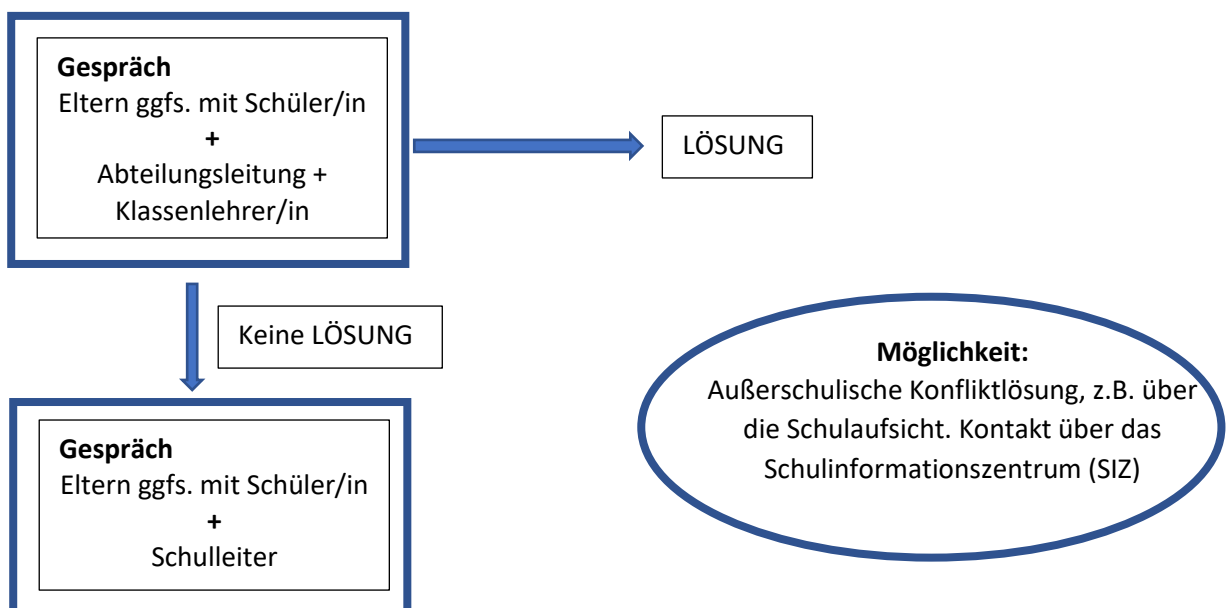 Gespräch
Eltern ggfs. mit Schüler/in
+
Abteilungsleitung +
Klassenlehrer/in
LÖSUNG
Keine LÖSUNG
Möglichkeit:
Außerschulische Konfliktlösung, z.B. über
die Schulaufsicht. Kontakt über das
Schulinformationszentrum (SIZ)
Gespräch
Eltern ggfs. mit Schüler/in
+
Schulleiter